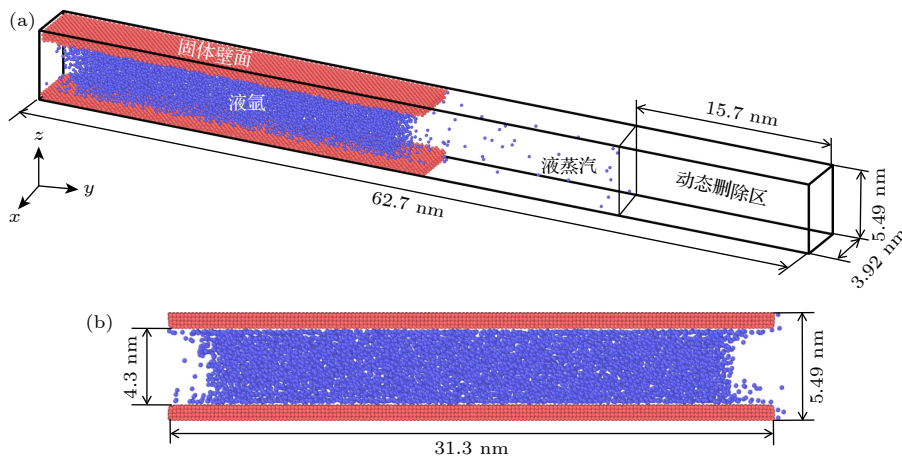 (a)
固体壁面
液氩
15.7 nm
液蒸汽
动态删除区
z
y
x
62.7 nm
5.49 nm
3.92 nm
(b)
4.3 nm
5.49 nm
31.3 nm